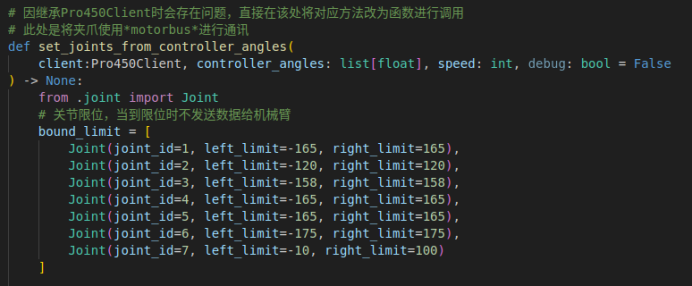 # 因继承Pro450Client时会存在问题，直接在该处将对应方法改为函数进行调用
# 此处是将夹爪使用*motorbus*进行通讯
def set_joints_from_controller_angles(
    client:Pro450Client, controller_angles: list[float], speed: int, debug: bool = False
) -> None:
    from .joint import Joint
    # 关节限位，当到限位时不发送数据给机械臂
    bound_limit = [
        Joint(joint_id=1, left_limit=-165, right_limit=165),
        Joint(joint_id=2, left_limit=-120, right_limit=120),
        Joint(joint_id=3, left_limit=-158, right_limit=158),
        Joint(joint_id=4, left_limit=-165, right_limit=165),
        Joint(joint_id=5, left_limit=-165, right_limit=165),
        Joint(joint_id=6, left_limit=-175, right_limit=175),
        Joint(joint_id=7, left_limit=-10, right_limit=100)
    ]